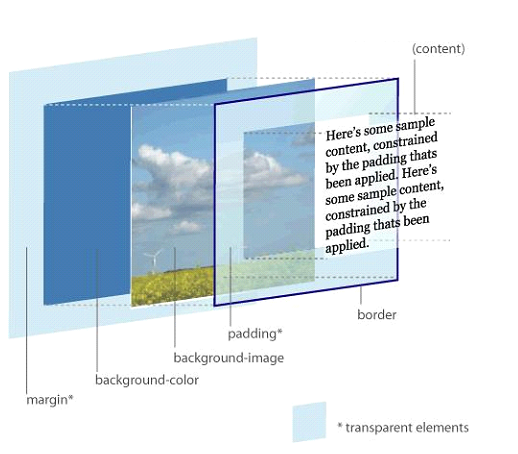 (content)
Here's some sample
content, constrained
by the padding thats
been applied. Here's
some sample content,
constrained by the
padding thats been
applied.
border
padding*
background-image
background-color
margin*
* transparent elements